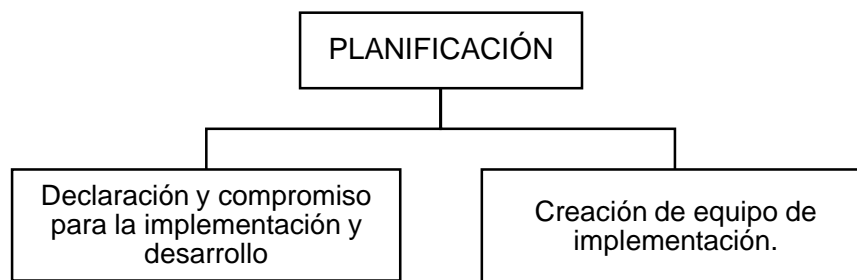 PLANIFICACIÓN
Declaración y compromiso
para la implementación y
desarrollo
Creación de equipo de
implementación.